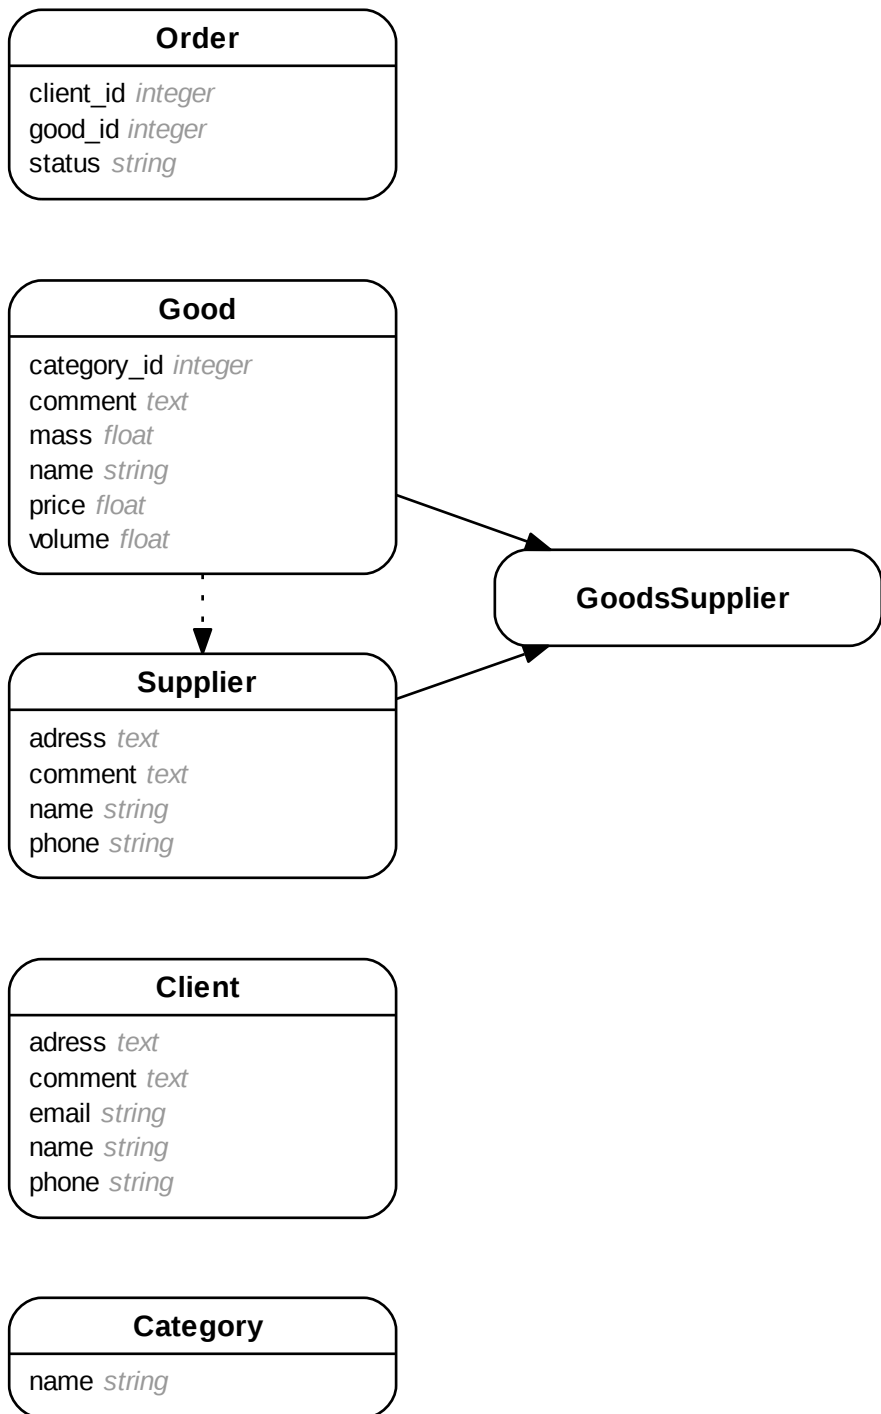 Order
client_id integer
good_id integer
status string
Good
category_id integer
comment text
mass float
name string
price float
volume float
GoodsSupplier
Supplier
adress text
comment text
name string
phone string
Client
adress text
comment text
email string
name string
phone string
Category
name string